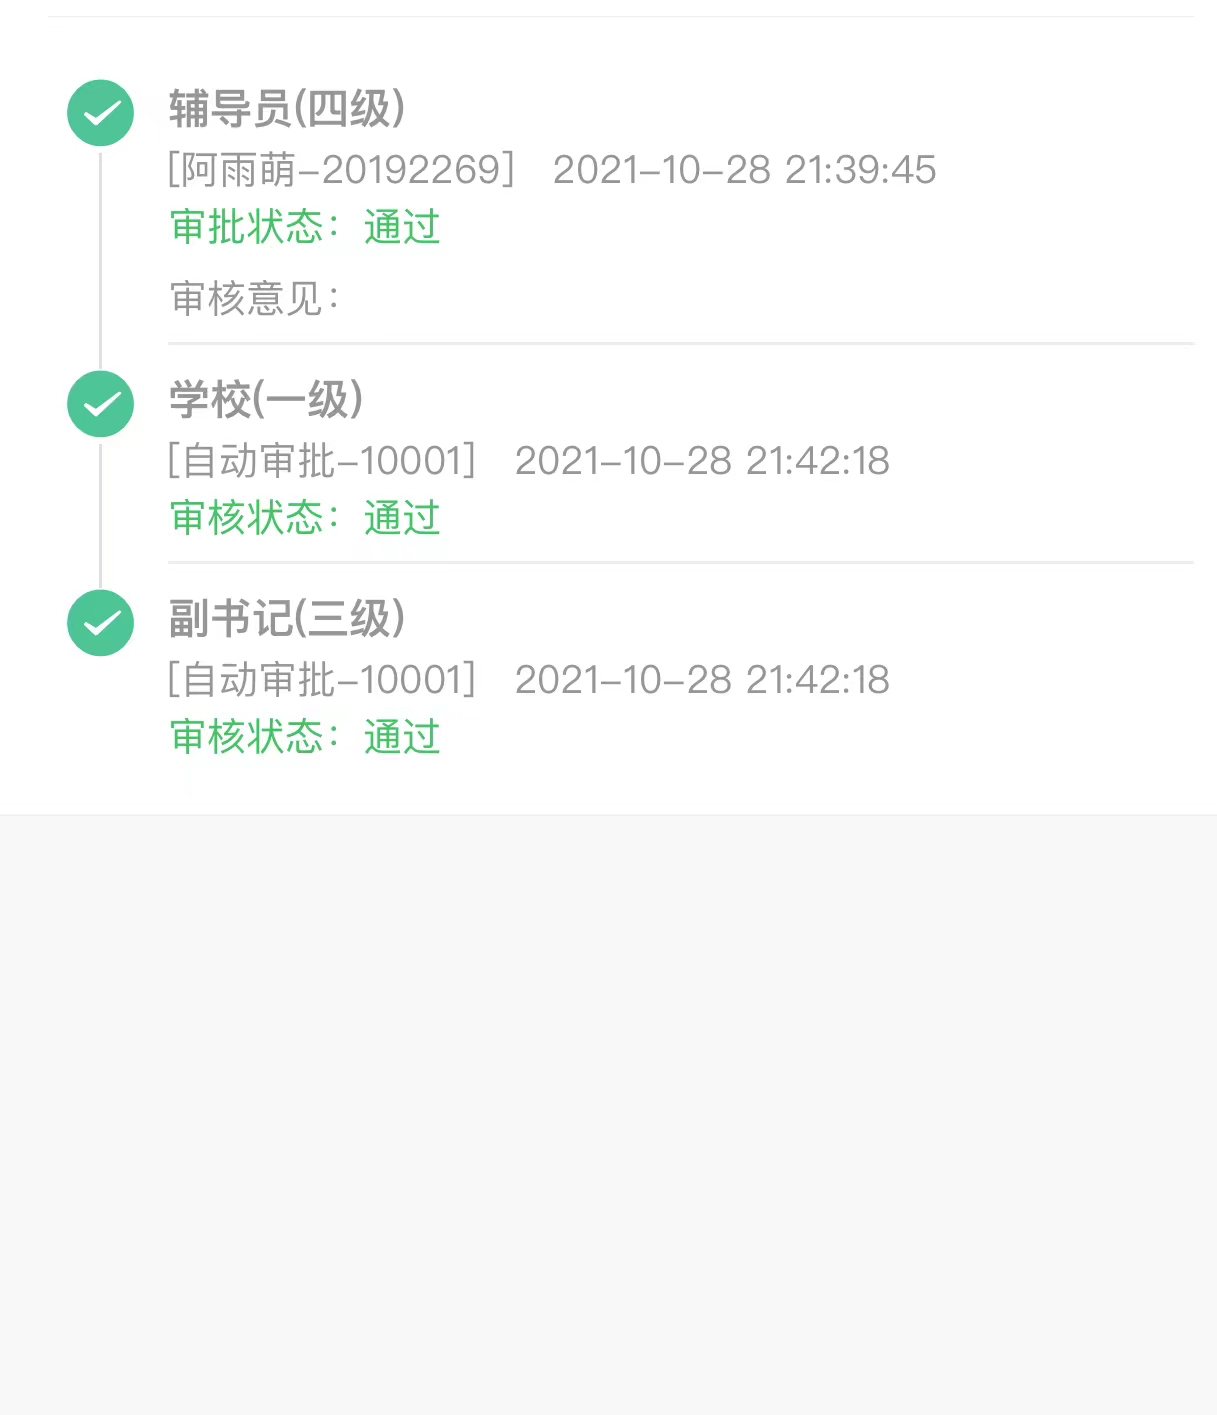 辅导员(四级)
[阿雨萌-20192269] 2021-10-28 21:39:45
审批状态：通过
审核意见：
学校(一级)
[自动审批-10001] 2021-10-28 21:42:18
审核状态：通过
副书记(三级)
[自动审批-10001] 2021-10-28 21:42:18
审核状态：通过